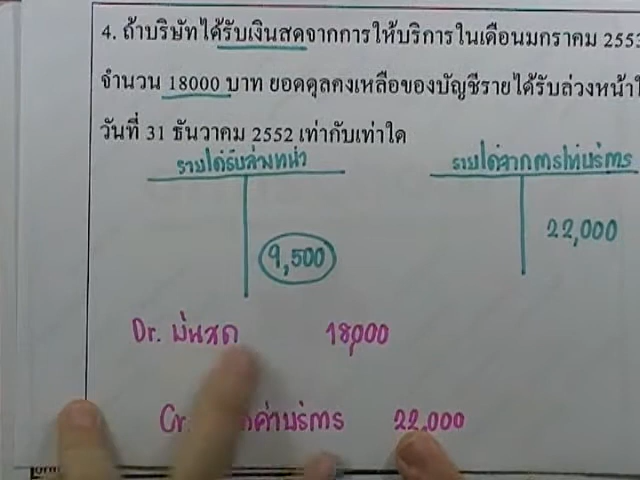 4. ถ้าบริษัทได้รับเงินสดจากการให้บริการในเดือนมกราคม 2553
จำนวน 18000 บาท ยอดดุลคงเหลือของบัญชีรายได้รับล่วงหน้าใ
วันที่ 31 ธันวาคม 2552 เท่ากับเท่าใด
รายได้รับล่วงหน้า รายได้จากการให้บริการ
22,000
9,500
Dr. เงินสด 18,000
Cr. ค่าบริการ 22,000